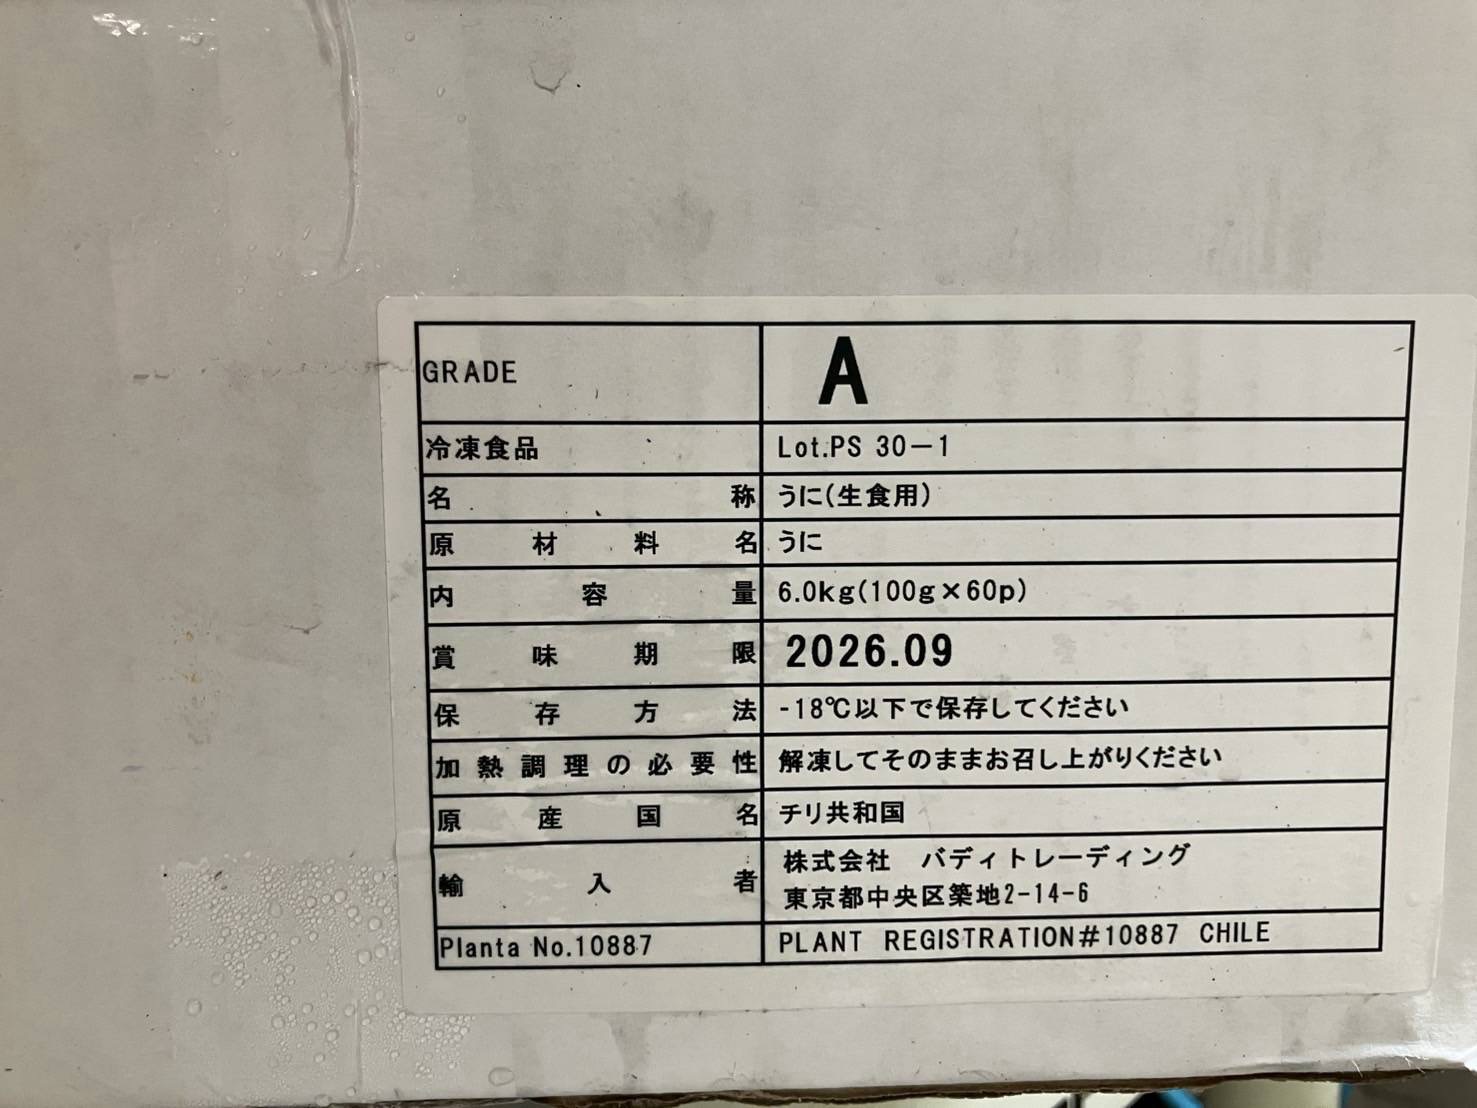 GRADE A
冷凍食品 Lot.PS 30-1
名称 うに(生食用)
原材料名 うに
内容量 6.0kg(100g×60p)
賞味期限 2026.09
保存方法 -18℃以下で保存してください
加熱調理の必要性 解凍してそのままお召し上がりください
原産国名 チリ共和国
輸入者 株式会社 バディトレーディング
東京都中央区築地2-14-6
Planta No.10887 PLANT REGISTRATION#10887 CHILE